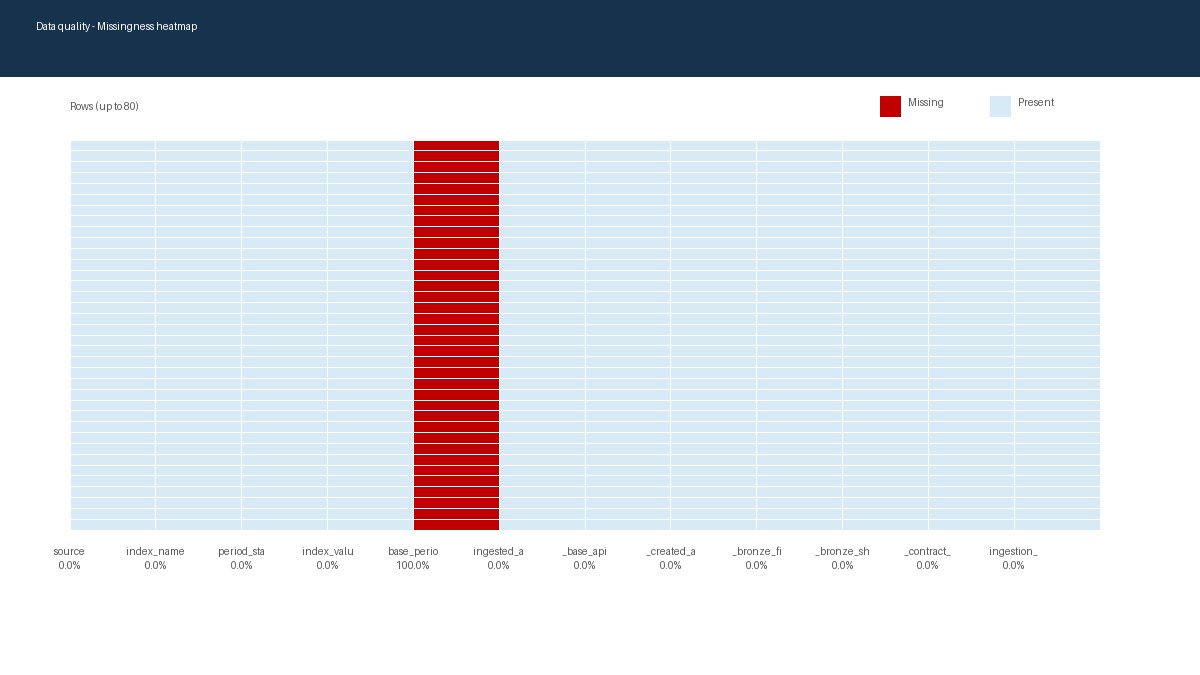 Data quality - Missingness heatmap
Rows (up to 80)
Missing
Present
source index_name period_sta index_valu base_perio ingested_a _base_api _created_a _bronze_fi _bronze_sh _contract_ ingestion_
0.0% 0.0% 0.0% 0.0% 100.0% 0.0% 0.0% 0.0% 0.0% 0.0% 0.0% 0.0%